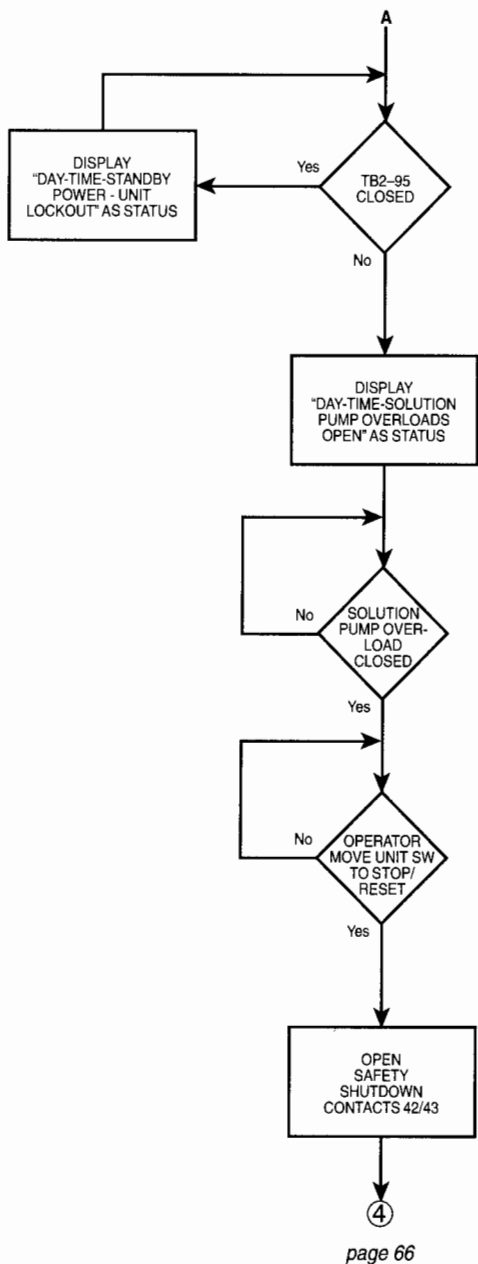 A
DISPLAY
"DAY-TIME-STANDBY
POWER - UNIT
LOCKOUT" AS STATUS
Yes
TB2–95
CLOSED
No
DISPLAY
"DAY-TIME-SOLUTION
PUMP OVERLOADS
OPEN" AS STATUS
No
SOLUTION
PUMP OVER-
LOAD
CLOSED
Yes
No
OPERATOR
MOVE UNIT SW
TO STOP/
RESET
Yes
OPEN
SAFETY
SHUTDOWN
CONTACTS 42/43
4
page 66